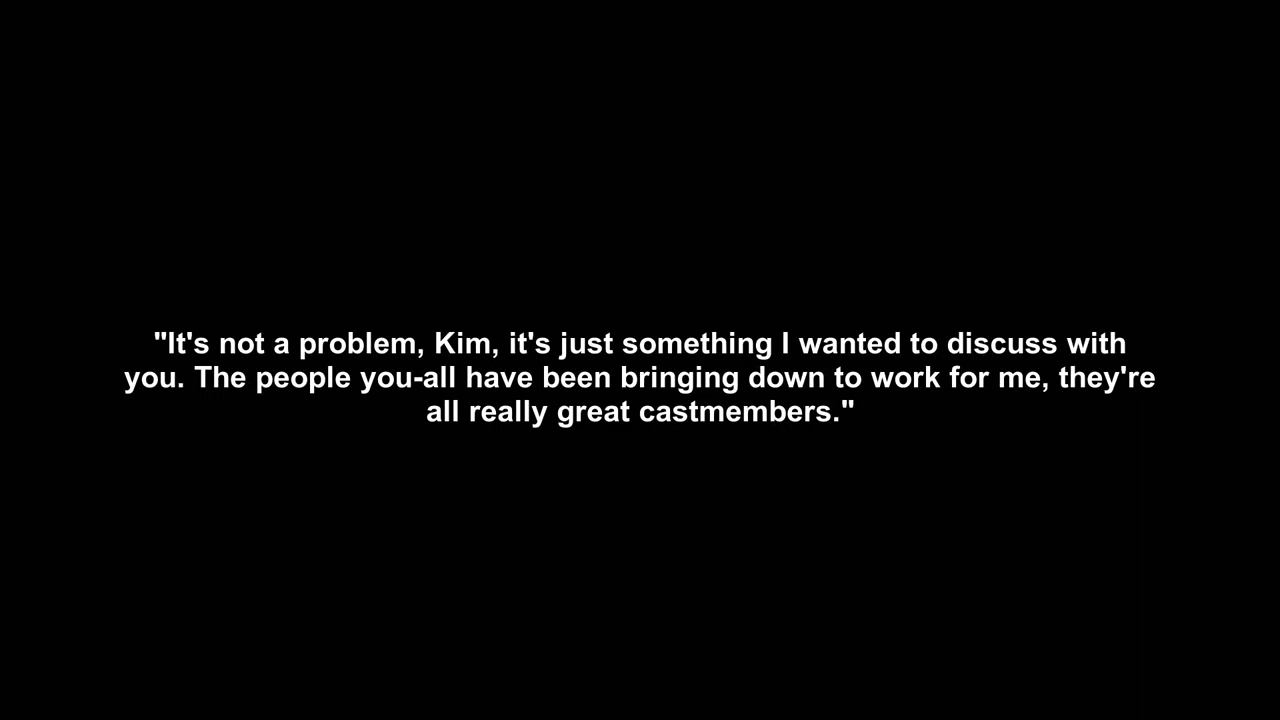 "It's not a problem, Kim, it's just something I wanted to discuss with
you. The people you-all have been bringing down to work for me, they're
all really great castmembers."